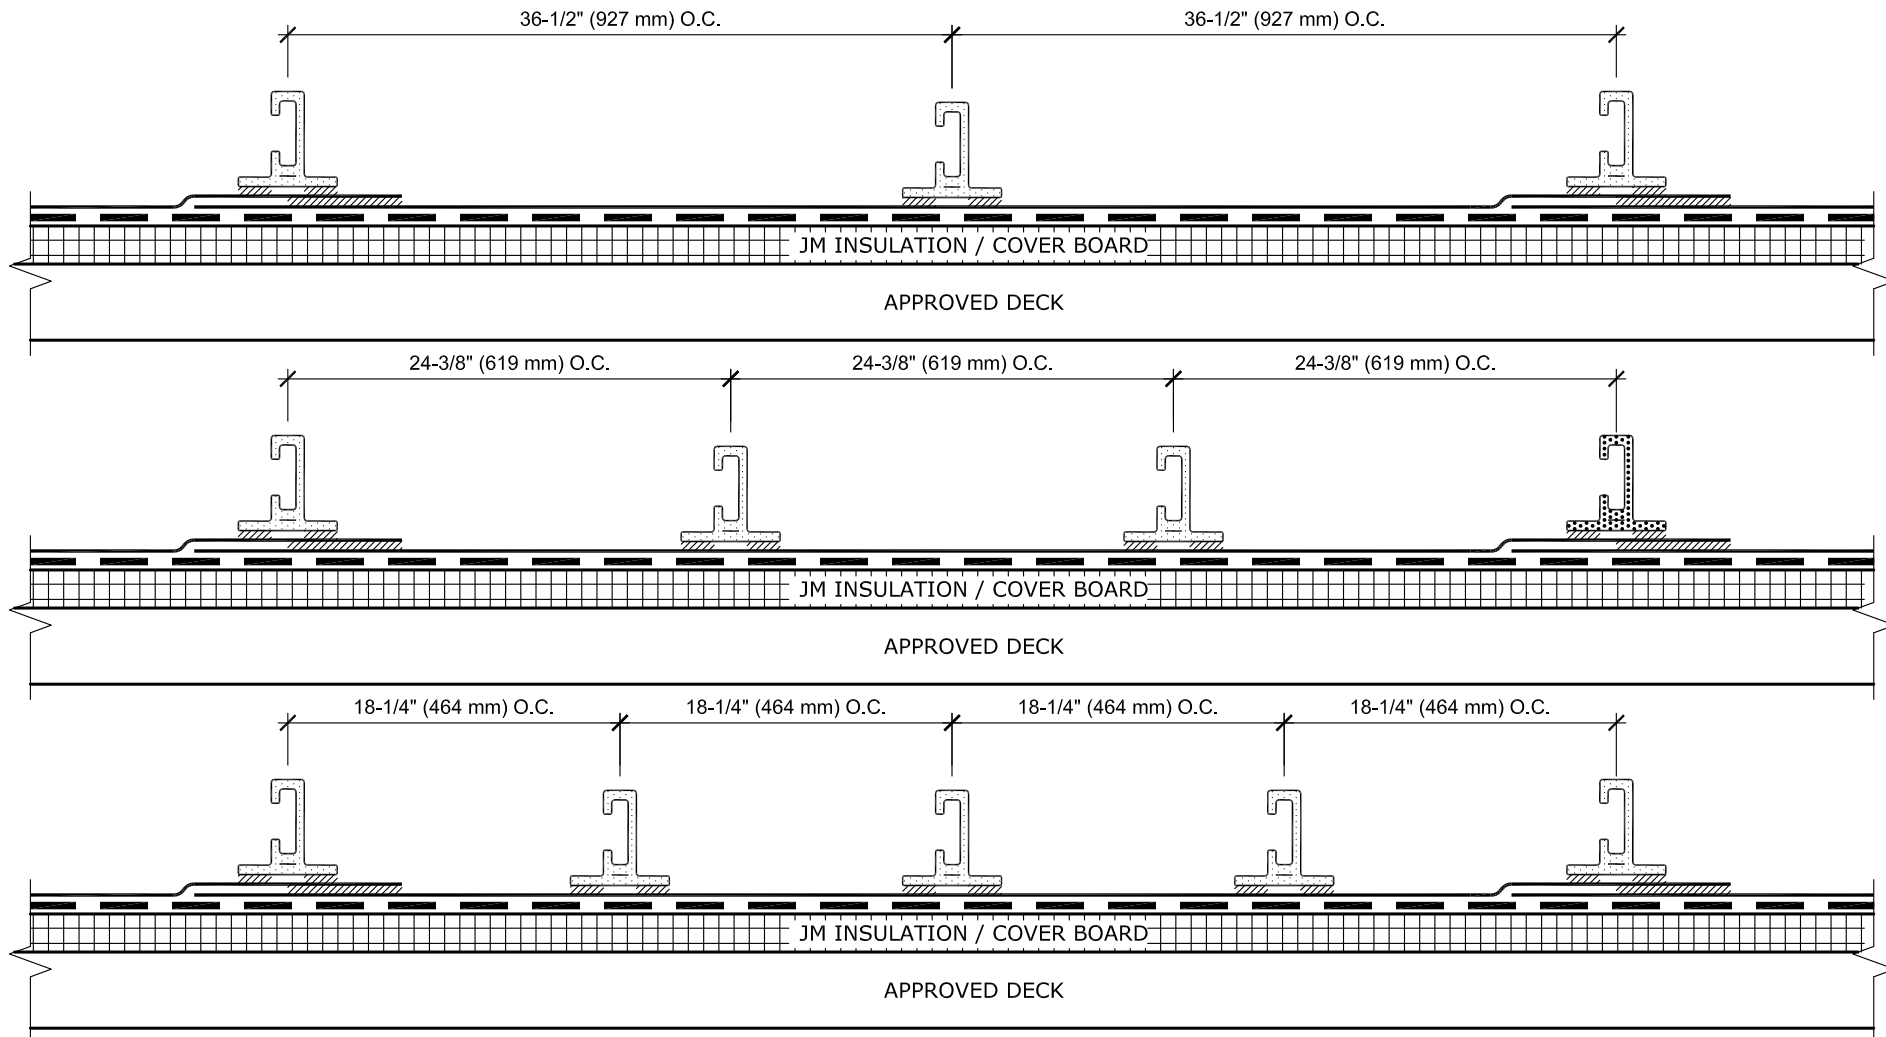 36-1/2" (927 mm) O.C. 36-1/2" (927 mm) O.C.
JM INSULATION / COVER BOARD
APPROVED DECK
24-3/8" (619 mm) O.C. 24-3/8" (619 mm) O.C. 24-3/8" (619 mm) O.C.
JM INSULATION / COVER BOARD
APPROVED DECK
18-1/4" (464 mm) O.C. 18-1/4" (464 mm) O.C. 18-1/4" (464 mm) O.C. 18-1/4" (464 mm) O.C.
JM INSULATION / COVER BOARD
APPROVED DECK